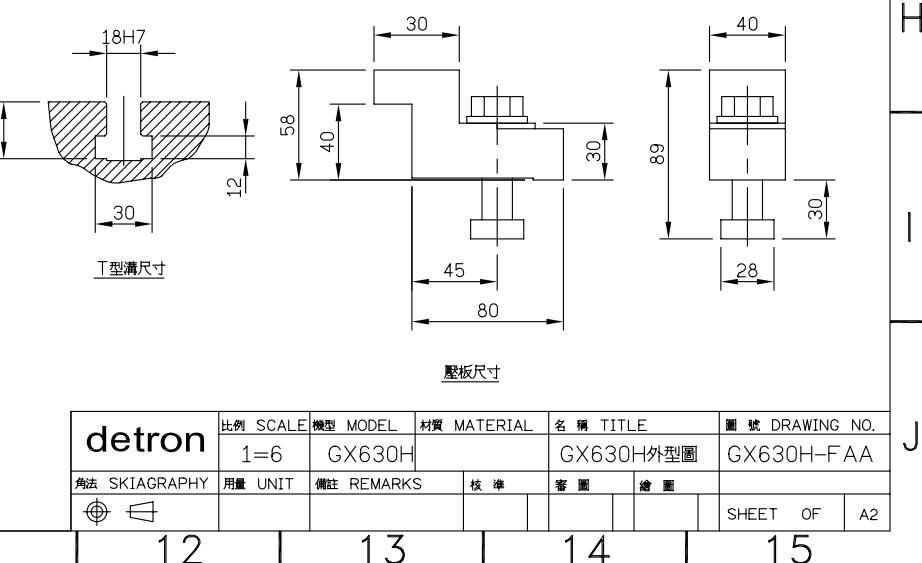 H
18H7
30
40
58
40
30
89
12
30
30
I
T型溝尺寸
45
28
80
壓板尺寸
detron
比例 SCALE 機型 MODEL 材質 MATERIAL 名 稱 TITLE 圖 號 DRAWING NO.
1=6 GX630H GX630H外型圖 GX630H-FAA
J
角法 SKIAGRAPHY 用量 UNIT 備註 REMARKS 核 準 審 圖 繪 圖
SHEET OF A2
12 13 14 15